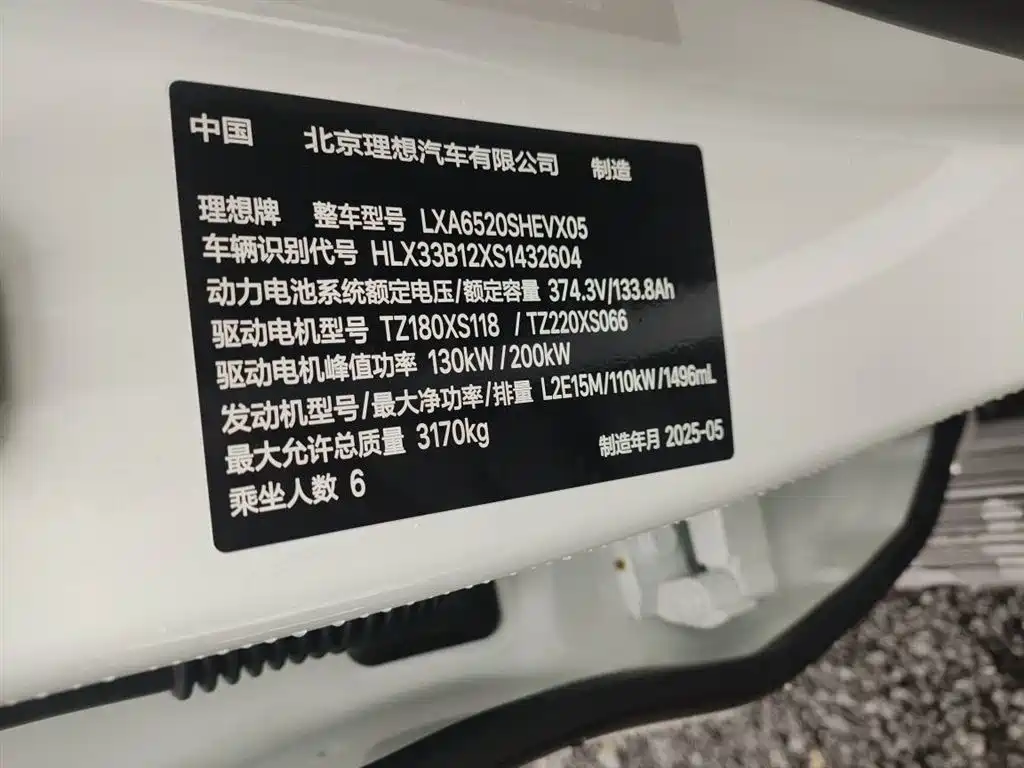 中国 北京理想汽车有限公司 制造
理想牌 整车型号 LXA6520SHEVX05
车辆识别代号 HLX33B12XS1432604
动力电池系统额定电压/额定容量 374.3V/133.8Ah
驱动电机型号 TZ180XS118 /TZ220XS066
驱动电机峰值功率 130kW/200kW
发动机型号/最大净功率/排量 L2E15M/110kW/1496mL
最大允许总质量 3170kg 制造年月 2025-05
乘坐人数 6